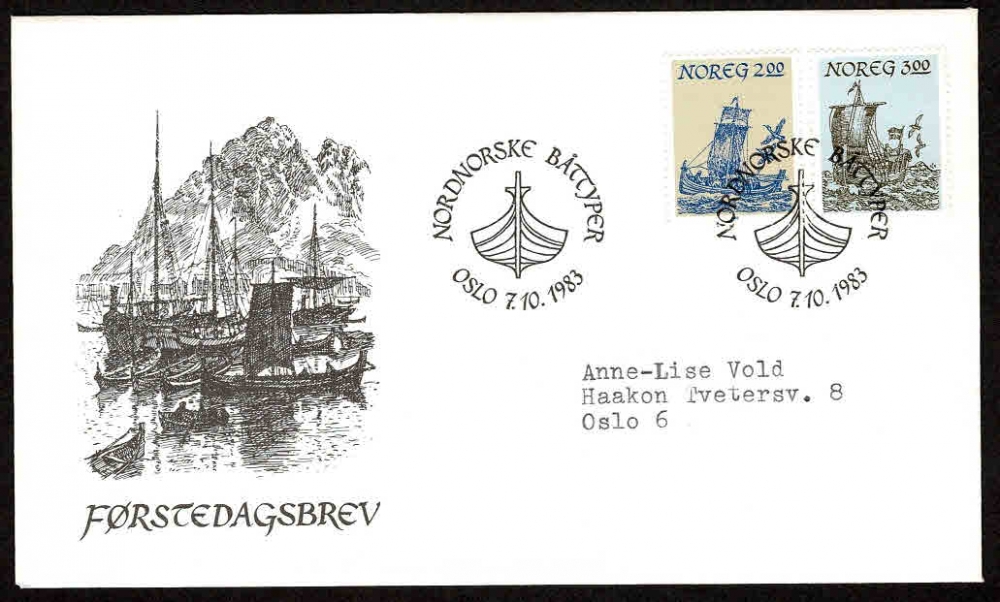 NOREG 2.00
NOREG 3.00
NORDNORSKE BÅTTYPER
OSLO 7.10.1983
NORDNORSKE BÅTTYPER
OSLO 7.10.1983
Anne-Lise Vold
Haakon Tvetersv. 8
Oslo 6
FØRSTEDAGSBREV